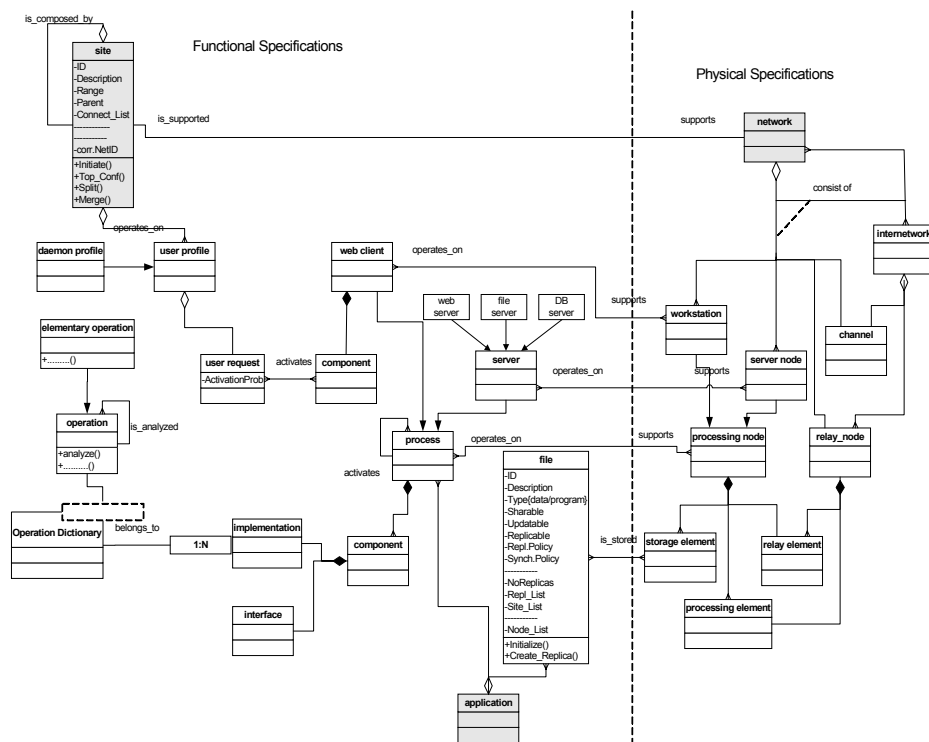 is_composed_by
Functional Specifications
site
-ID
-Description
-Range
-Parent
-Connect_List
------------
------------
-corr.NetID
+Initiate()
+Top_Conf()
+Split()
+Merge()
is_supported
supports
Physical Specifications
network
consist of
internetwork
operates_on
daemon profile
user profile
web client
operates_on
supports
web
server
file
server
DB
server
workstation
channel
elementary operation
+........()
user request
-ActivationProb
activates
component
server
operates_on
supports
server node
operation
+analyze()
+..........()
is_analyzed
process
operates_on
supports
processing node
relay_node
activates
file
-ID
-Description
-Type{data/program}
-Sharable
-Updatable
-Replicable
-Repl.Policy
-Synch.Policy
-----------
-NoReplicas
-Repl_List
-Site_List
-----------
-Node_List
+Initialize()
+Create_Replica()
Operation Dictionary
belongs_to
1:N
implementation
component
is_stored
storage element
relay element
interface
processing element
application